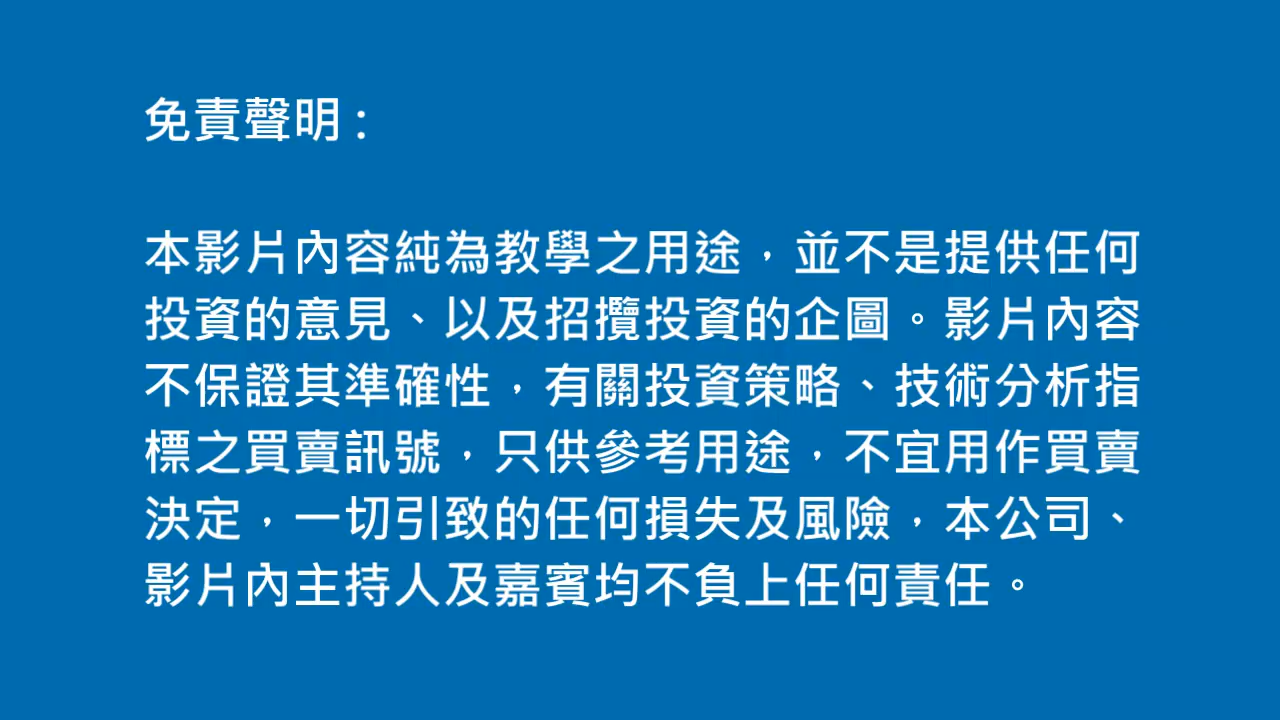 免責聲明：
本影片內容純為教學之用途，並不是提供任何
投資的意見、以及招攬投資的企圖。影片內容
不保證其準確性，有關投資策略、技術分析指
標之買賣訊號，只供參考用途，不宜用作買賣
決定，一切引致的任何損失及風險，本公司、
影片內主持人及嘉賓均不負上任何責任。